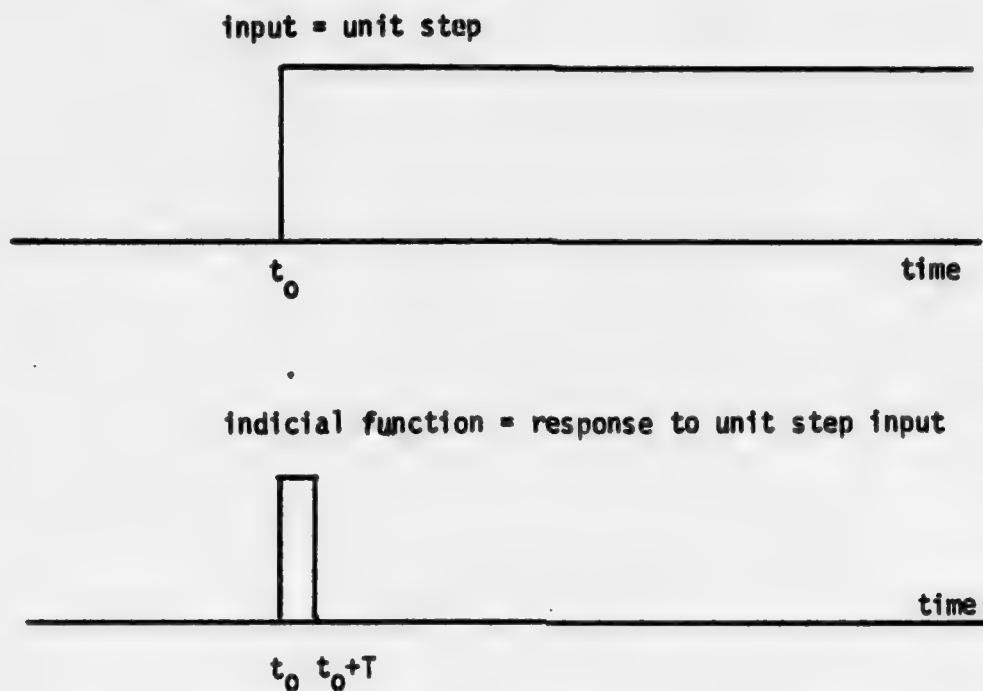 input = unit step
t₀
time
indicial function = response to unit step input
time
t₀ t₀+T